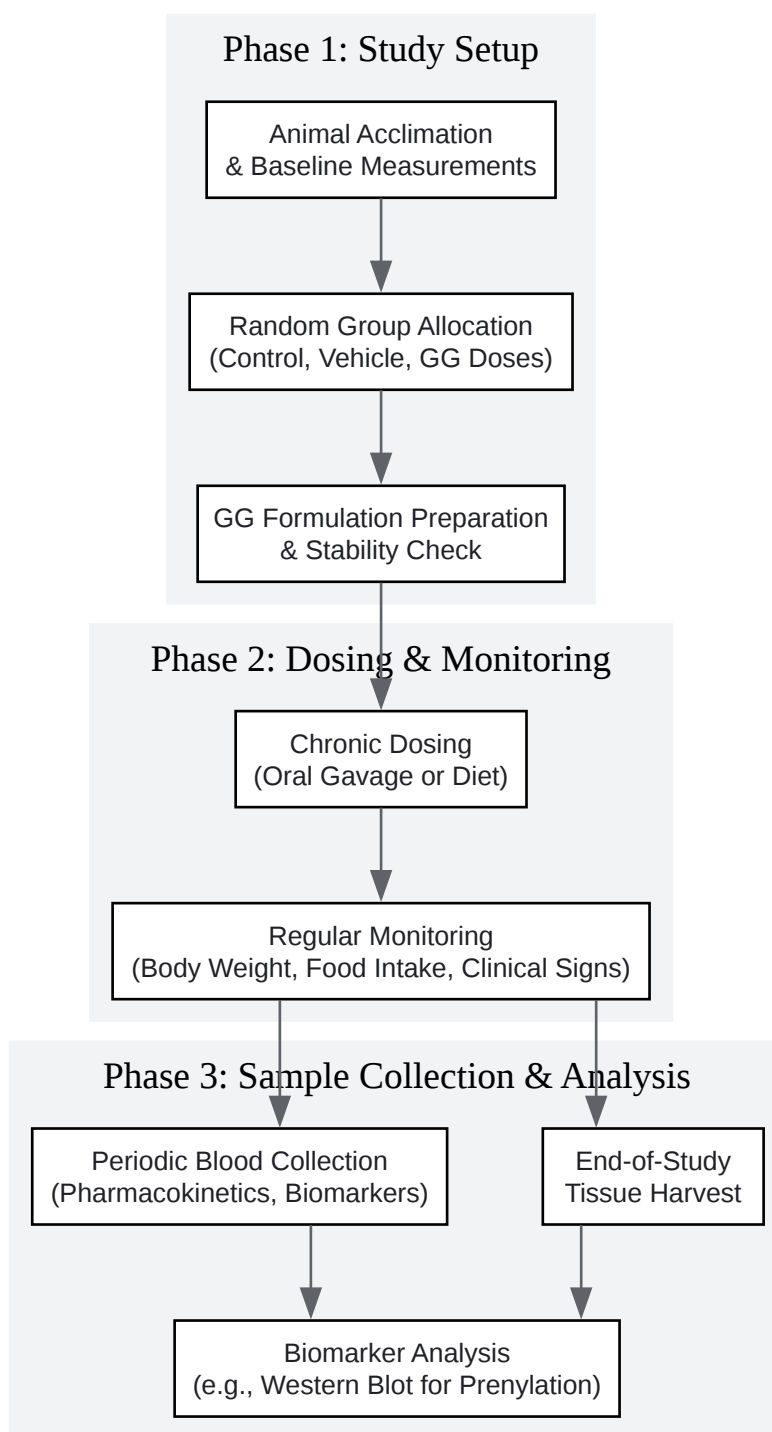 Phase 1: Study Setup
Animal Acclimation
& Baseline Measurements
Random Group Allocation
(Control, Vehicle, GG Doses)
GG Formulation Preparation
& Stability Check
Phase 2: Dosing & Monitoring
Chronic Dosing
(Oral Gavage or Diet)
Regular Monitoring
(Body Weight, Food Intake, Clinical Signs)
Phase 3: Sample Collection & Analysis
Periodic Blood Collection
(Pharmacokinetics, Biomarkers)
End-of-Study
Tissue Harvest
Biomarker Analysis
(e.g., Western Blot for Prenylation)